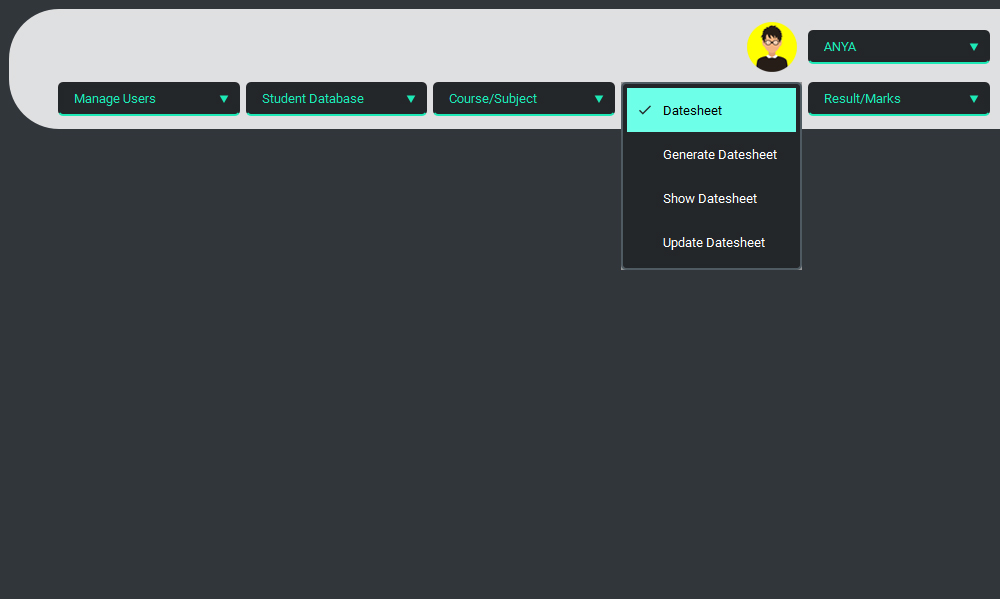 ANYA
Manage Users
Student Database
Course/Subject
Datesheet
Generate Datesheet
Show Datesheet
Update Datesheet
Result/Marks